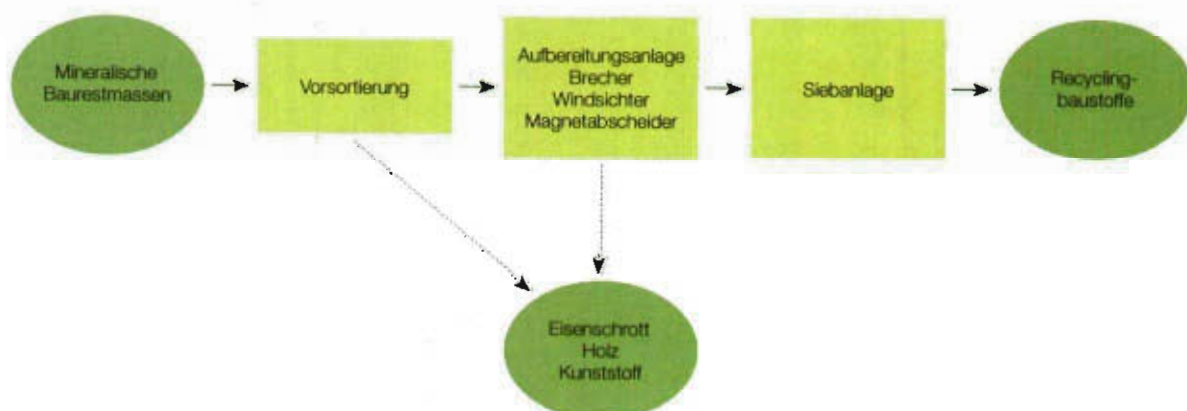 Mineralische
Baurestmassen
Vorsortierung
Aufbereitungsanlage
Brecher
Windsichter
Magnetabscheider
Siebanlage
Recycling-
baustoffe
Eisenschrott
Holz
Kunststoff